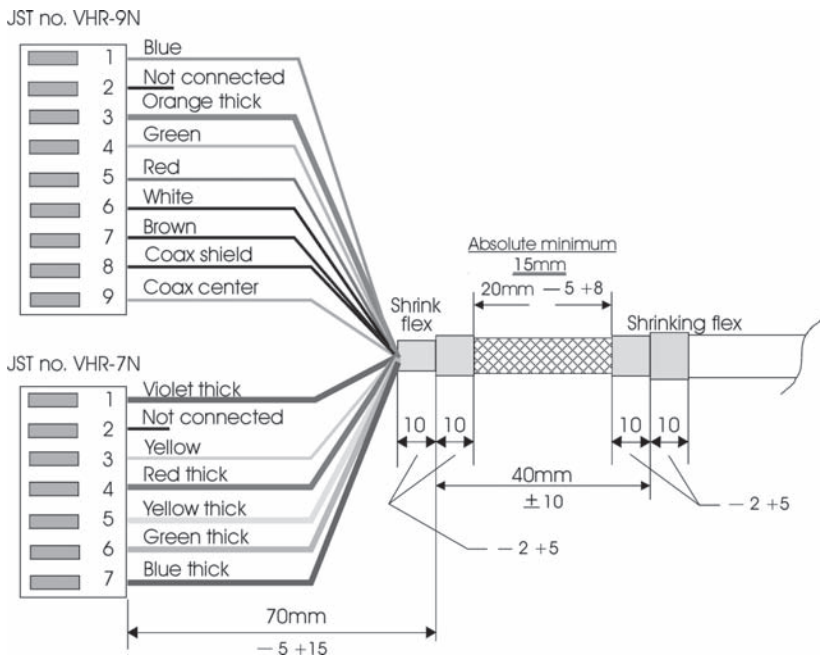 JST no. VHR-9N
1 Blue
2 Not connected
3 Orange thick
4 Green
5 Red
6 White
7 Brown
8 Coax shield
9 Coax center
Absolute minimum
15mm
20mm — 5 +8
Shrink
flex
Shrinking flex
JST no. VHR-7N
1 Violet thick
2 Not connected
3 Yellow
4 Red thick
5 Yellow thick
6 Green thick
7 Blue thick
10 10
10 10
40mm
±10
— 2 +5
— 2 +5
70mm
— 5 +15